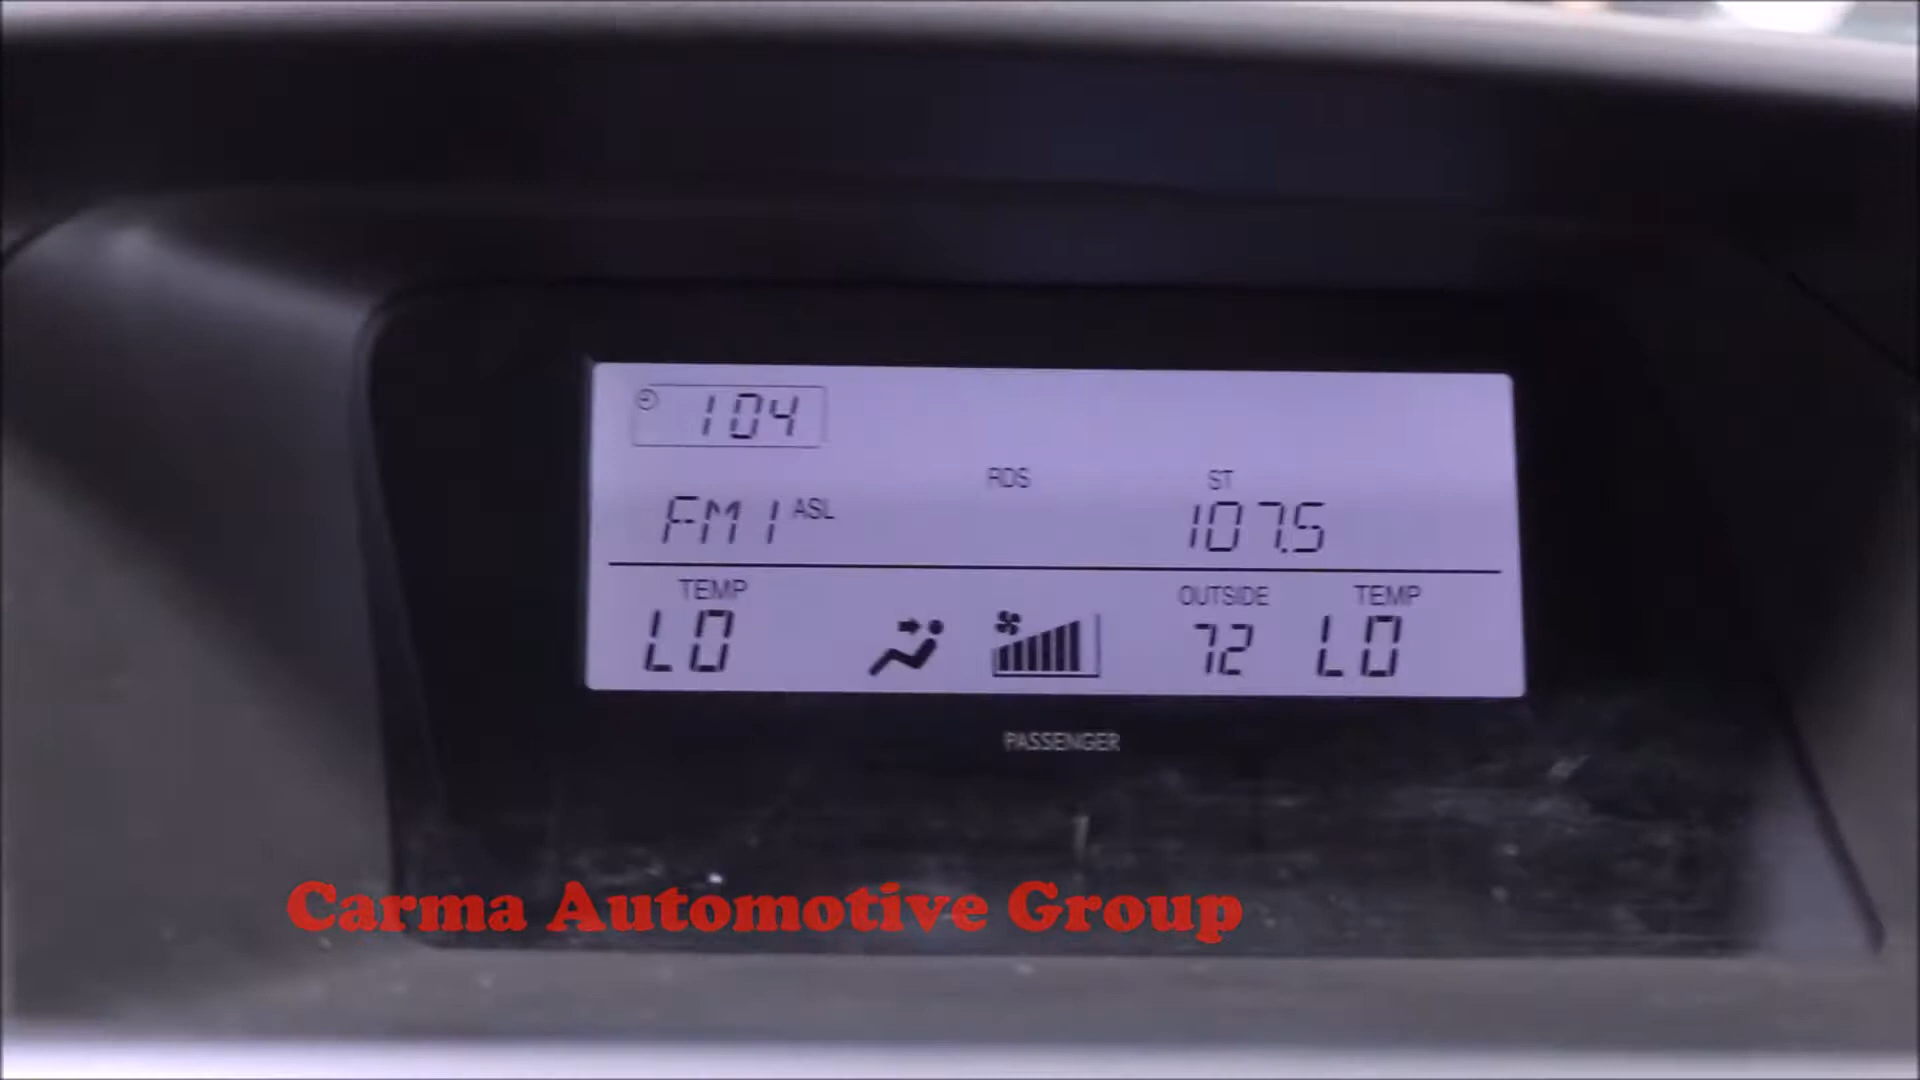 104
RDS ST
FM1 ASL 107.5
TEMP OUTSIDE TEMP
LO 72 LO
PASSENGER
Carma Automotive Group